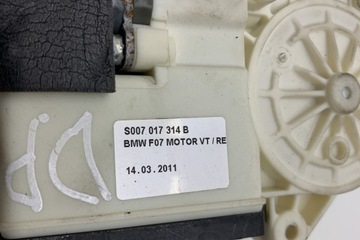 S007 017 314 B
BMW F07 MOTOR VT / RE
14.03.2011